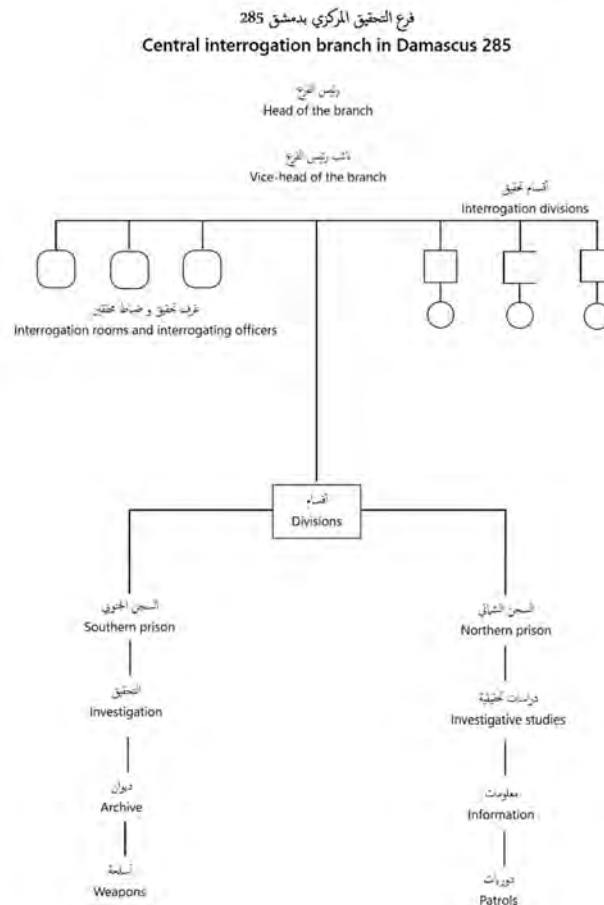 فرع التحقيق المركزي بدمشق 285
Central interrogation branch in Damascus 285
رئيس الفرع
Head of the branch
نائب رئيس الفرع
Vice-head of the branch
أقسام تحقيق
Interrogation divisions
غرف تحقيق و ضباط محققين
Interrogation rooms and interrogating officers
أقسام
Divisions
السجن الجنوبي
Southern prison
السجن الشمالي
Northern prison
التحقيق
Investigation
دراسات تحقيقية
Investigative studies
ديوان
Archive
معلومات
Information
أسلحة
Weapons
دوريات
Patrols